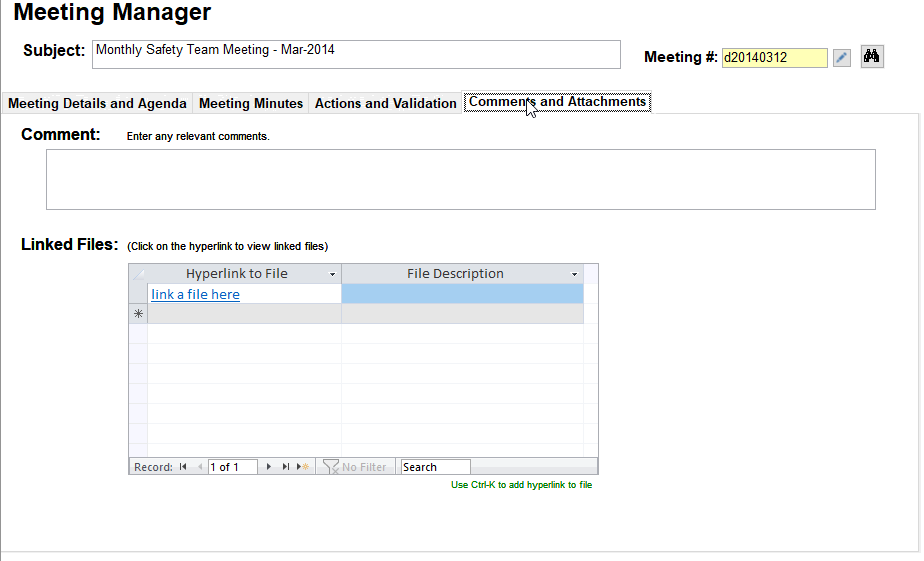 Meeting Manager
Subject: Monthly Safety Team Meeting - Mar-2014
Meeting #: d20140312
Meeting Details and Agenda Meeting Minutes Actions and Validation Comments and Attachments
Comment: Enter any relevant comments.
Linked Files: (Click on the hyperlink to view linked files)
Hyperlink to File File Description
link a file here
Record: 1 of 1 No Filter Search
Use Ctrl-K to add hyperlink to file